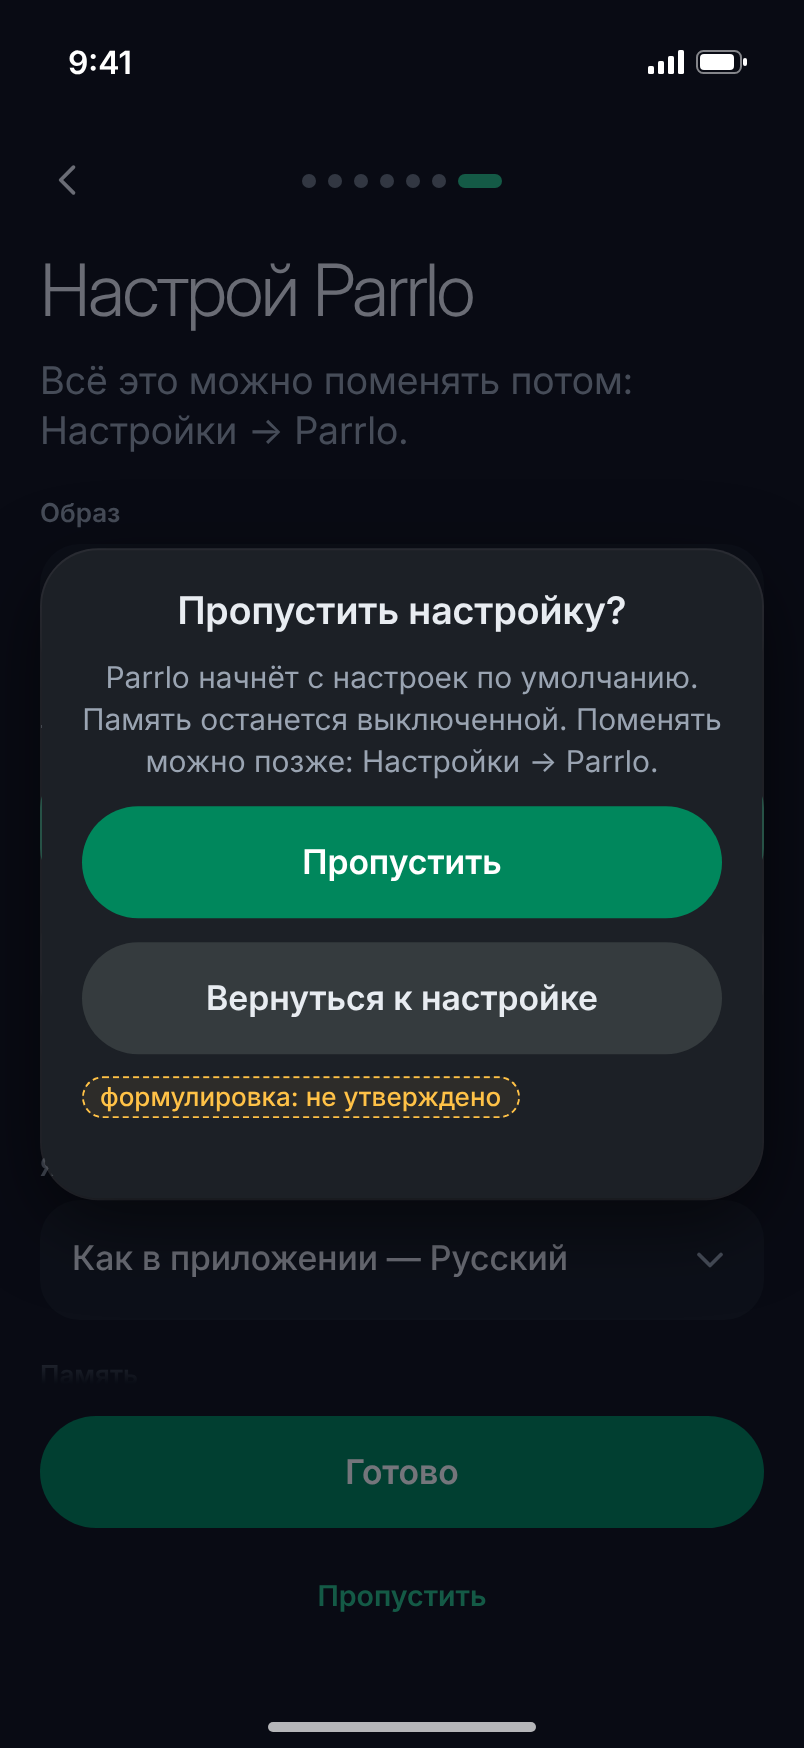 9:41
Настрой Parrlo
Всё это можно поменять потом:
Настройки → Parrlo.
Образ
Пропустить настройку?
Parrlo начнёт с настроек по умолчанию.
Память останется выключенной. Поменять
можно позже: Настройки → Parrlo.
Пропустить
Вернуться к настройке
формулировка: не утверждено
Как в приложении — Русский
Память
Готово
Пропустить